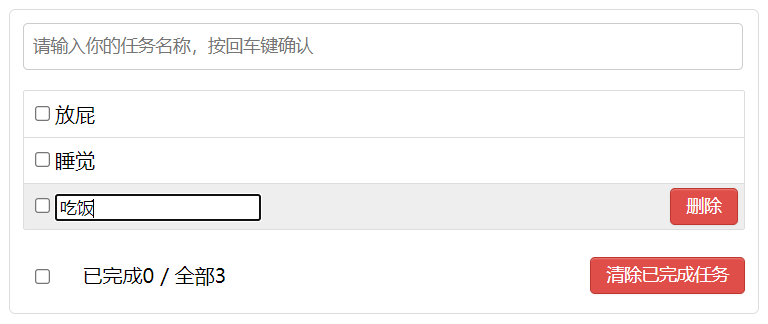 请输入你的任务名称，按回车键确认
放屁
睡觉
吃饭 删除
已完成0 / 全部3 清除已完成任务